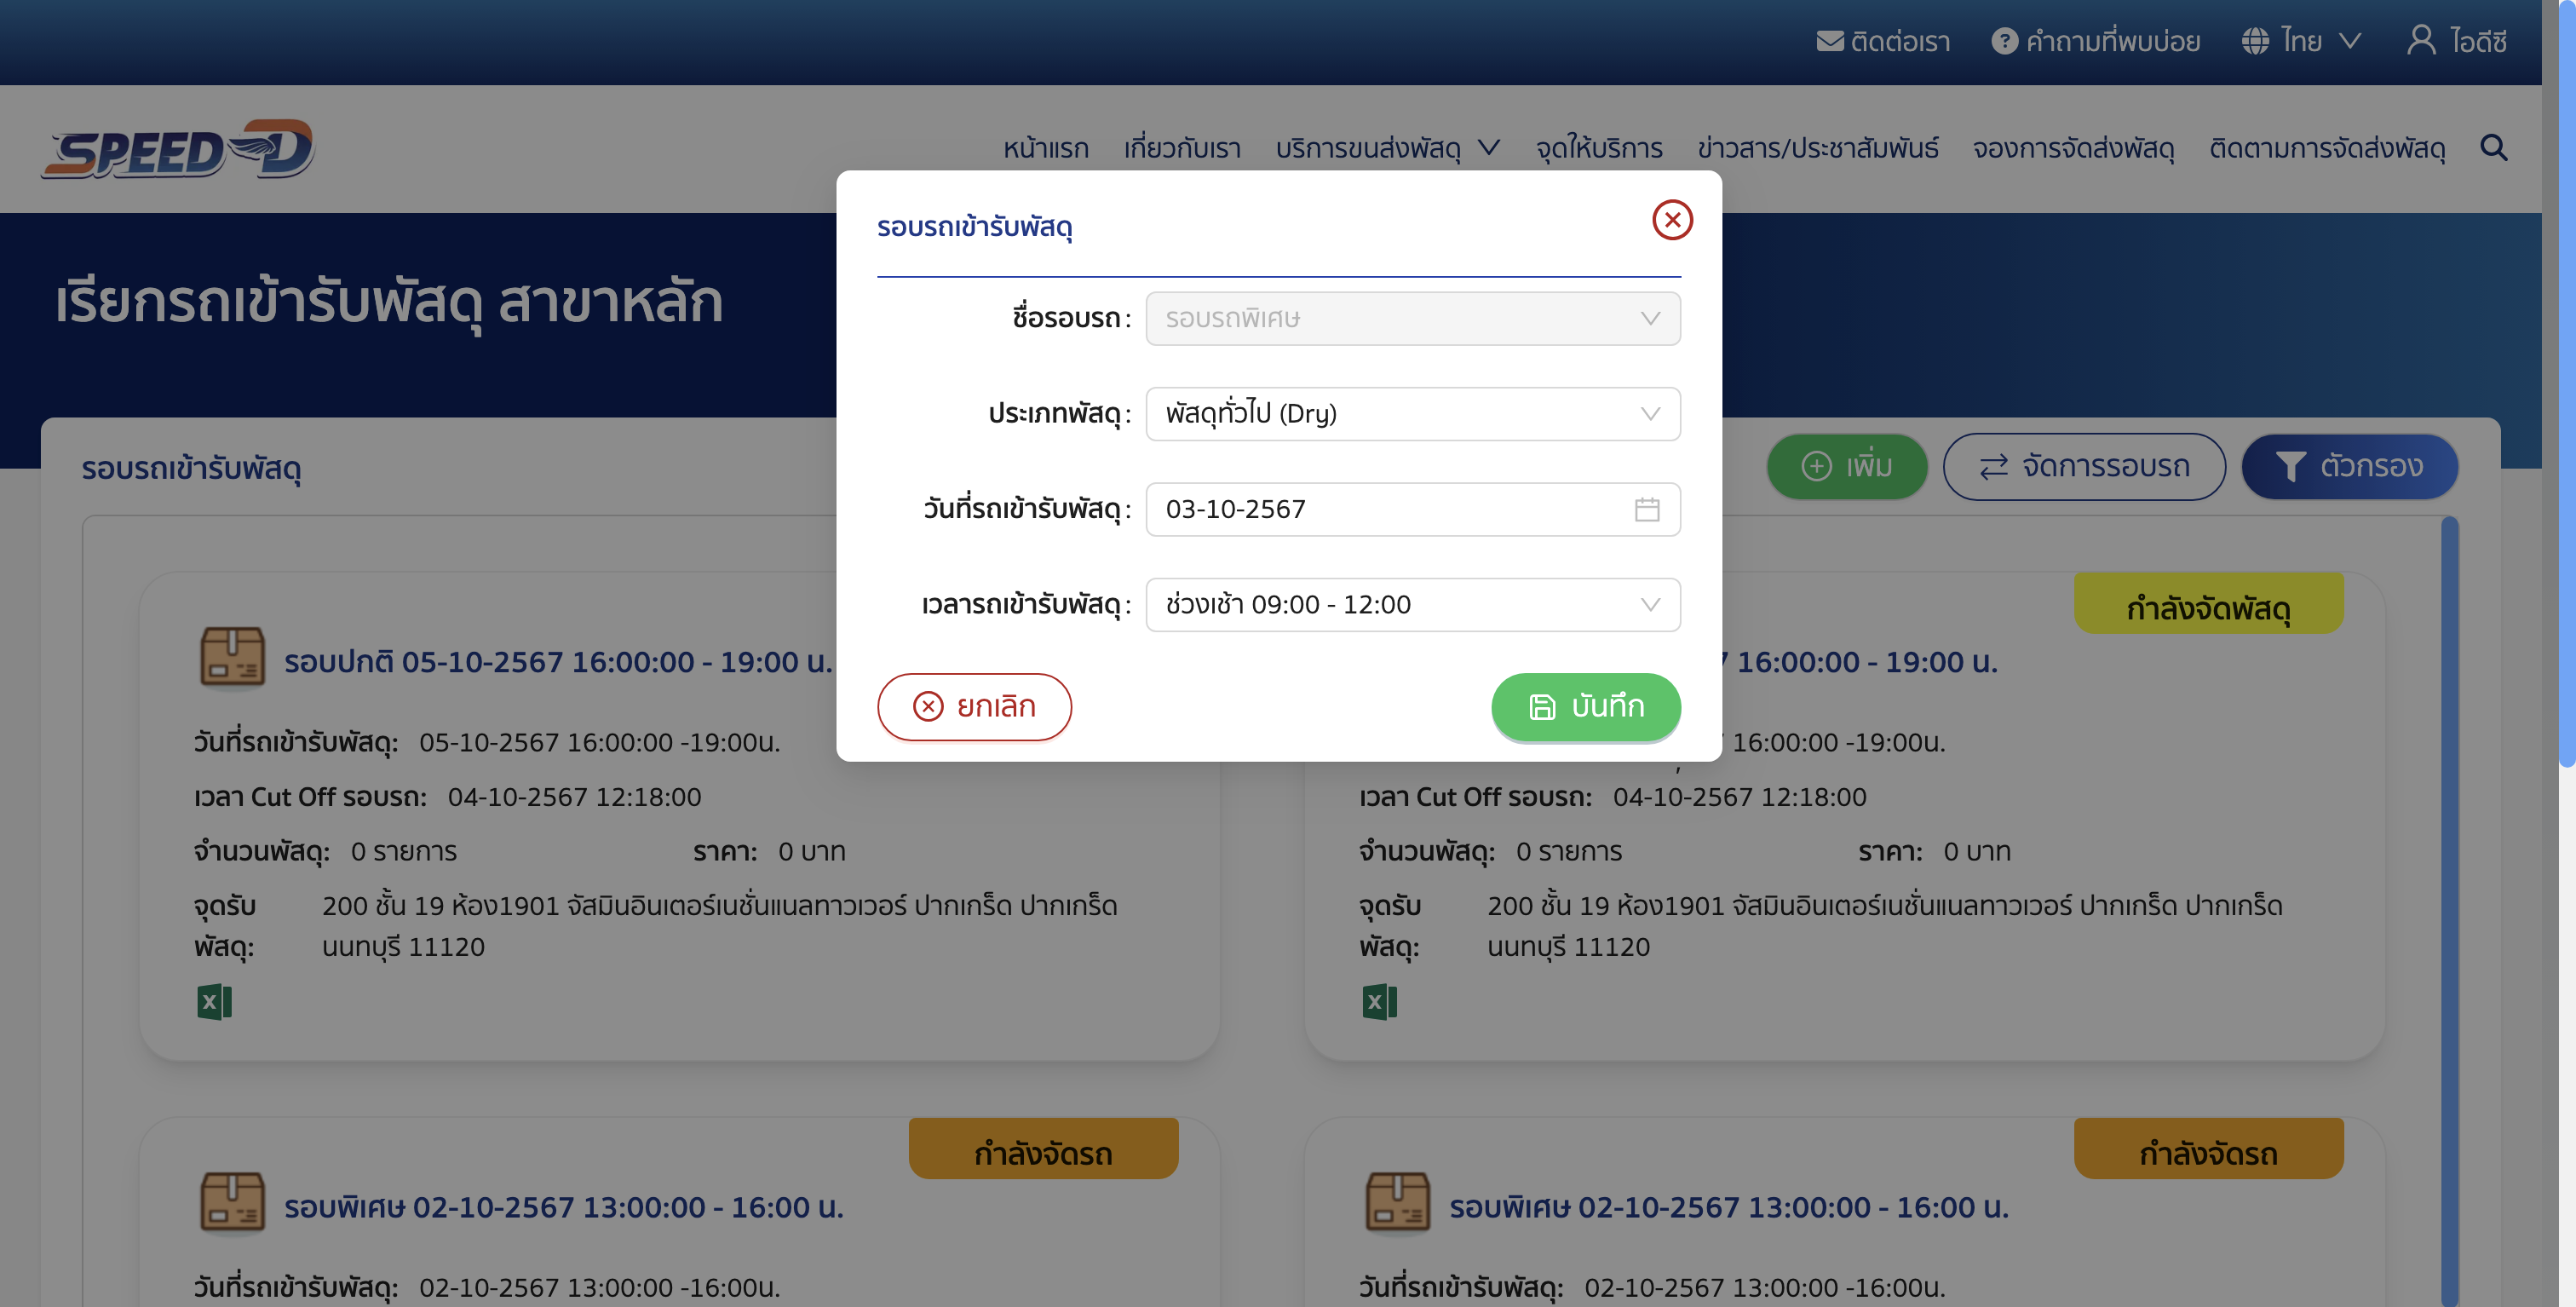 ติดต่อเรา คำถามที่พบบ่อย ไทย ไอดีซี
SPEED-D
หน้าแรก เกี่ยวกับเรา บริการขนส่งพัสดุ จุดให้บริการ ข่าวสาร/ประชาสัมพันธ์ จองการจัดส่งพัสดุ ติดตามการจัดส่งพัสดุ
เรียกรถเข้ารับพัสดุ สาขาหลัก
รอบรถเข้ารับพัสดุ
ชื่อรอบรถ : รอบรถพิเศษ
ประเภทพัสดุ : พัสดุทั่วไป (Dry)
วันที่รถเข้ารับพัสดุ : 03-10-2567
เวลารถเข้ารับพัสดุ : ช่วงเช้า 09:00 - 12:00
ยกเลิก บันทึก
รอบรถเข้ารับพัสดุ เพิ่ม จัดการรอบรถ ตัวกรอง
รอบปกติ 05-10-2567 16:00:00 - 19:00 น.
วันที่รถเข้ารับพัสดุ: 05-10-2567 16:00:00 -19:00น.
เวลา Cut Off รอบรถ: 04-10-2567 12:18:00
จำนวนพัสดุ: 0 รายการ ราคา: 0 บาท
จุดรับ 200 ชั้น 19 ห้อง1901 จัสมินอินเตอร์เนชั่นแนลทาวเวอร์ ปากเกร็ด ปากเกร็ด
พัสดุ: นนทบุรี 11120
กำลังจัดพัสดุ
16:00:00 - 19:00 น.
16:00:00 -19:00น.
เวลา Cut Off รอบรถ: 04-10-2567 12:18:00
จำนวนพัสดุ: 0 รายการ ราคา: 0 บาท
จุดรับ 200 ชั้น 19 ห้อง1901 จัสมินอินเตอร์เนชั่นแนลทาวเวอร์ ปากเกร็ด ปากเกร็ด
พัสดุ: นนทบุรี 11120
กำลังจัดรถ
รอบพิเศษ 02-10-2567 13:00:00 - 16:00 น.
วันที่รถเข้ารับพัสดุ: 02-10-2567 13:00:00 -16:00น.
กำลังจัดรถ
รอบพิเศษ 02-10-2567 13:00:00 - 16:00 น.
วันที่รถเข้ารับพัสดุ: 02-10-2567 13:00:00 -16:00น.